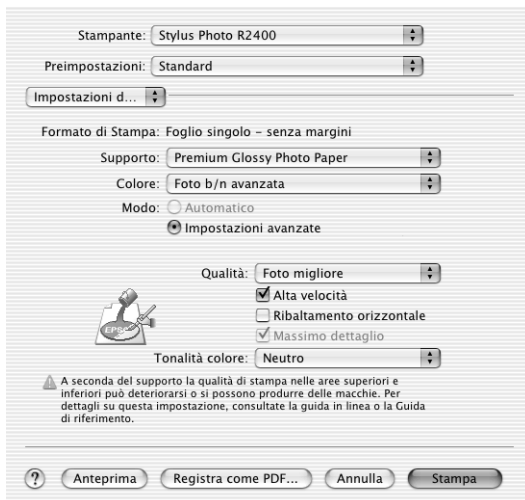 Stampante: Stylus Photo R2400
Preimpostazioni: Standard
Impostazioni d...
Formato di Stampa: Foglio singolo – senza margini
Supporto: Premium Glossy Photo Paper
Colore: Foto b/n avanzata
Modo: Automatico
Impostazioni avanzate
Qualità: Foto migliore
Alta velocità
Ribaltamento orizzontale
Massimo dettaglio
EPSON
Tonalità colore: Neutro
A seconda del supporto la qualità di stampa nelle aree superiori e
inferiori può deteriorarsi o si possono produrre delle macchie. Per
dettagli su questa impostazione, consultate la guida in linea o la Guida
di riferimento.
? Anteprima Registra come PDF... Annulla Stampa